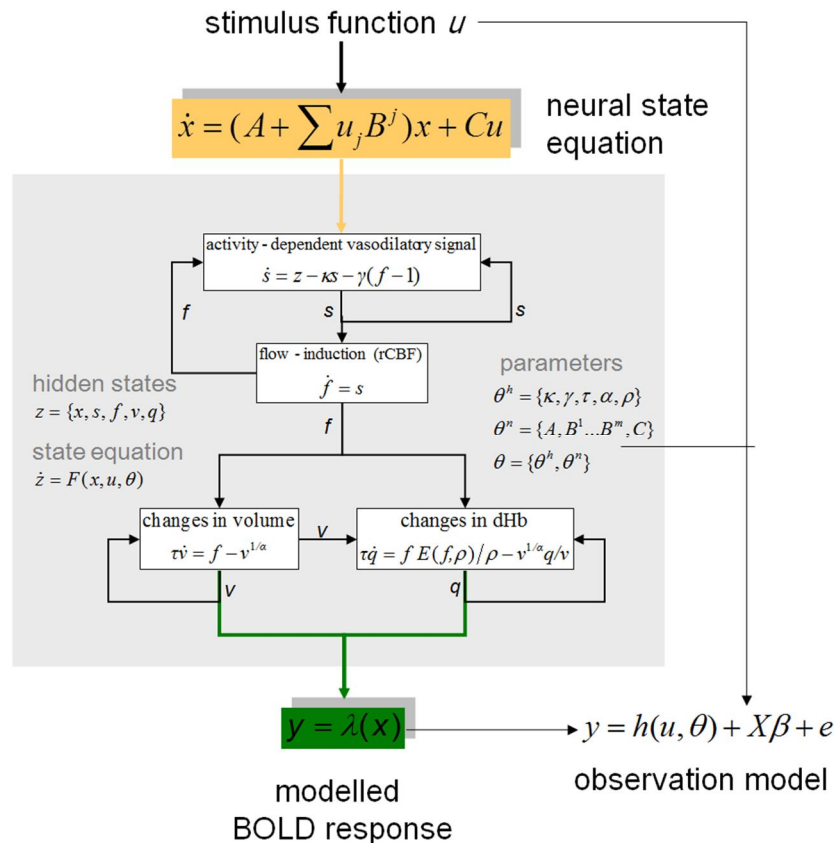 stimulus function u
ẋ = (A + ∑ u_j B^j)x + Cu
neural state
equation
activity - dependent vasodilatory signal
ṡ = z − κs − γ(f − 1)
f
s
s
flow - induction (rCBF)
ḟ = s
f
hidden states
z = {x, s, f, v, q}
state equation
ż = F(x, u, θ)
parameters
θ^h = {κ, γ, τ, α, ρ}
θ^n = {A, B^1...B^m, C}
θ = {θ^h, θ^n}
changes in volume
τv̇ = f − v^{1/α}
v
v
changes in dHb
τq̇ = f E(f,ρ)/ρ − v^{1/α} q/v
q
y = λ(x)
modelled
BOLD response
y = h(u, θ) + Xβ + e
observation model